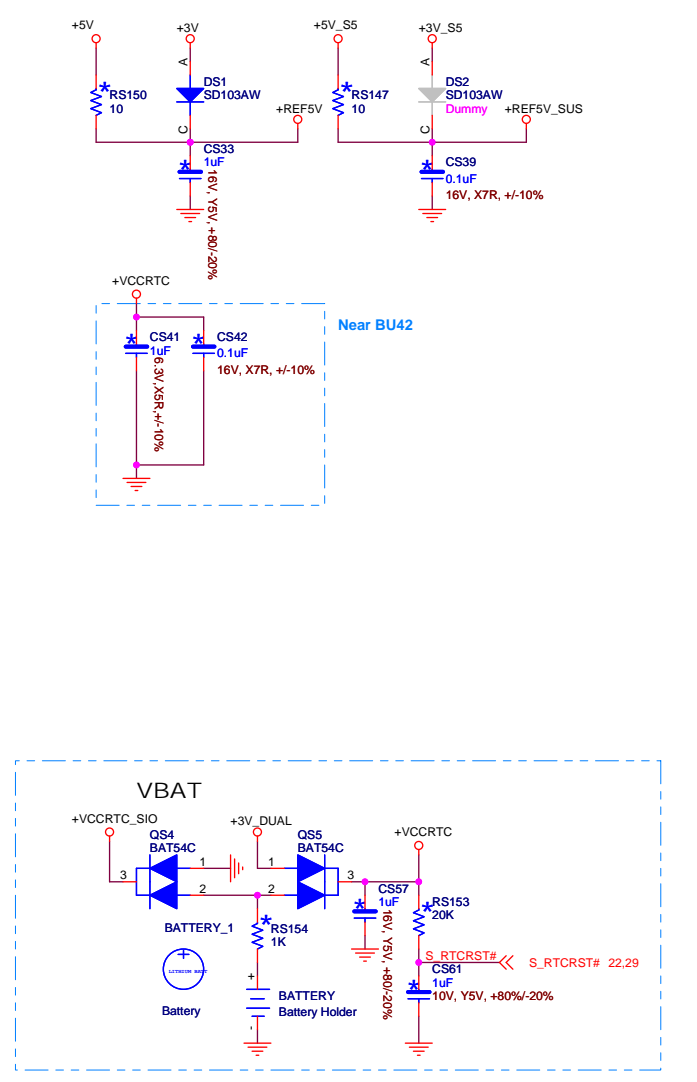 +5V
+3V
+5V_S5
+3V_S5
A
A
RS150
10
DS1
SD103AW
RS147
10
DS2
SD103AW
Dummy
+REF5V
+REF5V_SUS
C
C
CS33
1uF
16V, Y5V, +80/-20%
CS39
0.1uF
16V, X7R, +/-10%
+VCCRTC
Near BU42
CS41
1uF
6.3V,X5R,+/-10%
CS42
0.1uF
16V, X7R, +/-10%
VBAT
+VCCRTC_SIO
+3V_DUAL
+VCCRTC
QS4
BAT54C
QS5
BAT54C
3
1
2
1
2
3
CS57
1uF
16V, Y5V, +80/-20%
RS153
20K
BATTERY_1
LITHIUM BATT
Battery
RS154
1K
+
BATTERY
Battery Holder
-
S_RTCRST#
S_RTCRST# 22,29
CS61
1uF
10V, Y5V, +80%/-20%